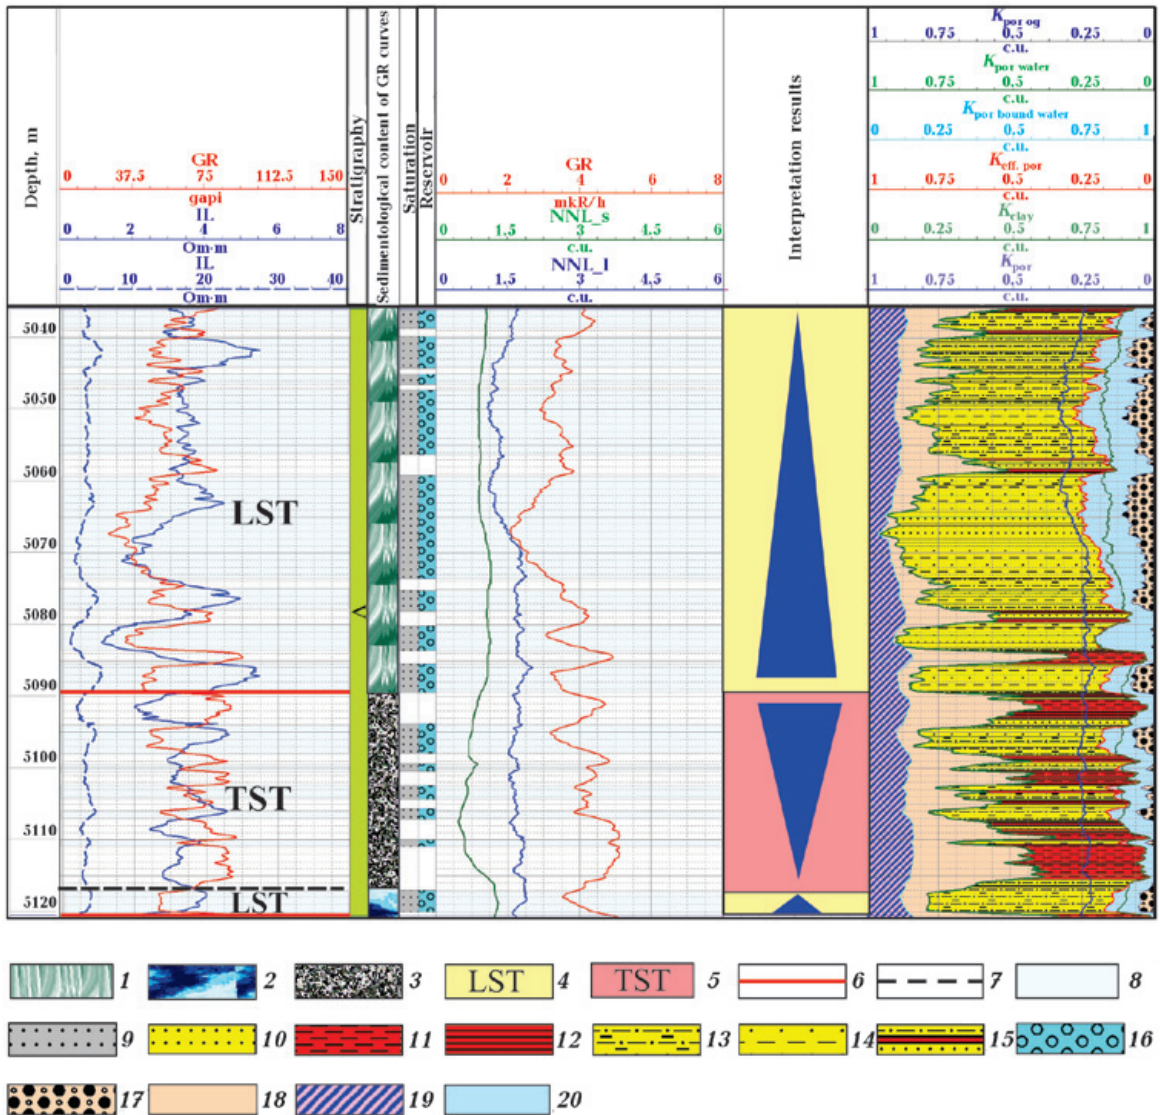 Depth, m
0 37.5 GR 75 112.5 150
gapi
IL
0 2 4 6 8
Om·m
IL
0 10 20 30 40
Om·m
Stratigraphy
Sedimentological content of GR curves
Saturation
Reservoir
GR
0 2 4 6 8
mkR/h
NNL_s
0 1,5 3 4,5 6
c.u.
NNL_l
0 1,5 3 4,5 6
c.u.
Interpretation results
K por og
1 0.75 0.5 0.25 0
c.u.
K por water
1 0.75 0.5 0.25 0
c.u.
K por bound water
0 0.25 0.5 0.75 1
c.u.
K eff. por
1 0.75 0.5 0.25 0
c.u.
K clay
0 0.25 0.5 0.75 1
c.u.
K por
1 0.75 0.5 0.25 0
c.u.
5040
5050
5060
LST
5070
5080
<
5090
5100
TST
5110
5120
LST
1 2 3 LST 4 TST 5 6 7 8
9 10 11 12 13 14 15 16
17 18 19 20